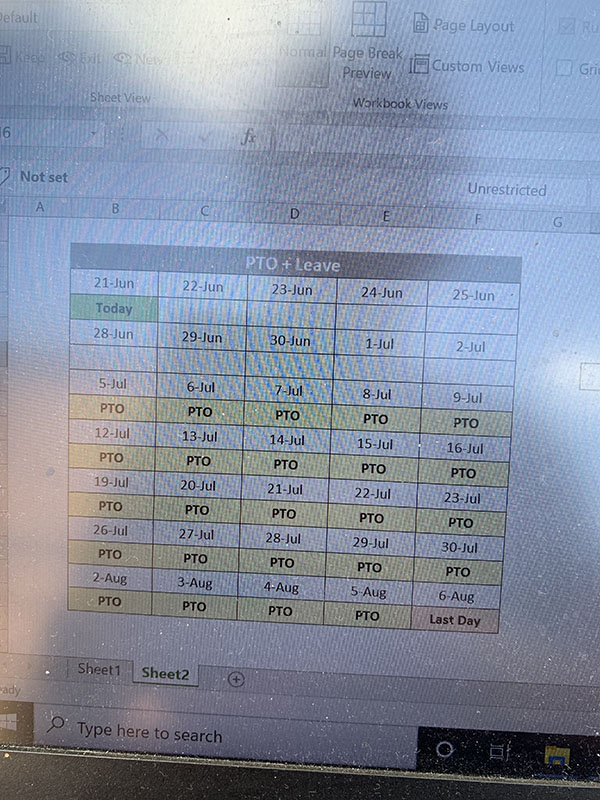 Default
Page Layout
Keep Exit New
Normal Page Break
Preview
Custom Views
Sheet View
Workbook Views
fx
Not set
Unrestricted
A B C D E F G
PTO + Leave
21-Jun 22-Jun 23-Jun 24-Jun 25-Jun
Today
28-Jun 29-Jun 30-Jun 1-Jul 2-Jul
5-Jul 6-Jul 7-Jul 8-Jul 9-Jul
PTO PTO PTO PTO PTO
12-Jul 13-Jul 14-Jul 15-Jul 16-Jul
PTO PTO PTO PTO PTO
19-Jul 20-Jul 21-Jul 22-Jul 23-Jul
PTO PTO PTO PTO PTO
26-Jul 27-Jul 28-Jul 29-Jul 30-Jul
PTO PTO PTO PTO PTO
2-Aug 3-Aug 4-Aug 5-Aug 6-Aug
PTO PTO PTO PTO Last Day
Sheet1 Sheet2
Type here to search